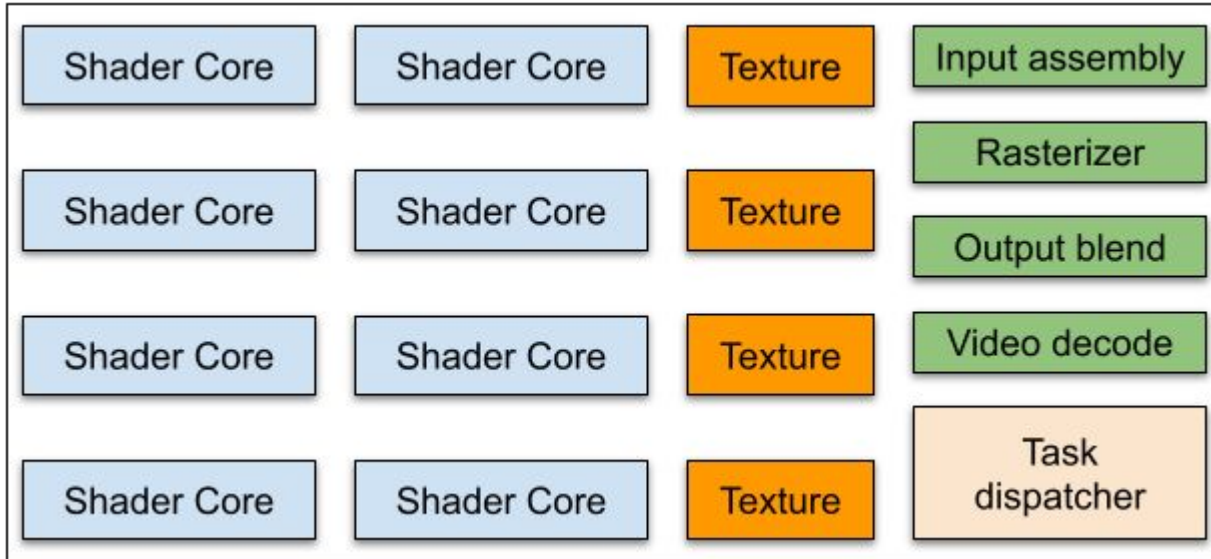 Shader Core
Shader Core
Texture
Input assembly
Rasterizer
Shader Core
Shader Core
Texture
Output blend
Shader Core
Shader Core
Texture
Video decode
Shader Core
Shader Core
Texture
Task
dispatcher